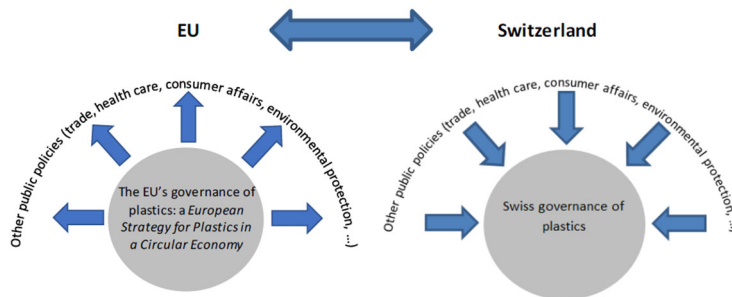 EU
Switzerland
Other public policies (trade, health care, consumer affairs, environmental protection, ...)
The EU's governance of
plastics: a European
Strategy for Plastics in
a Circular Economy
Other public policies (trade, health care, consumer affairs, environmental protection, ...)
Swiss governance of
plastics